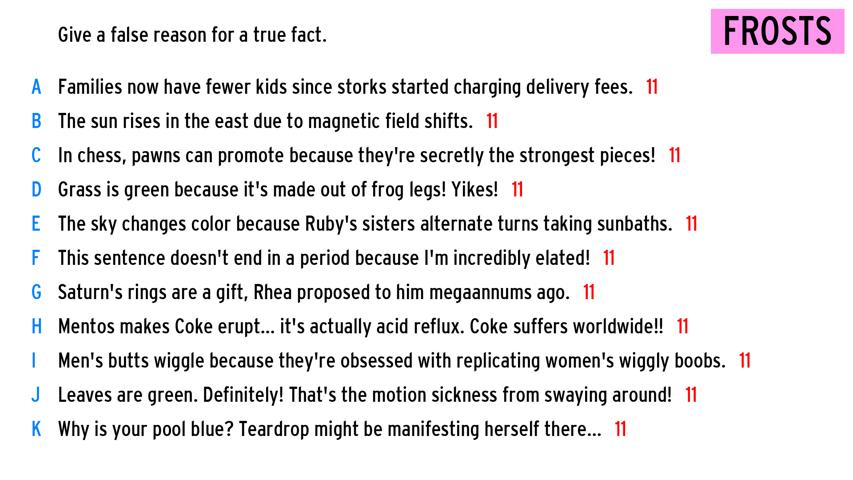 Give a false reason for a true fact.
FROSTS
A Families now have fewer kids since storks started charging delivery fees. 11
B The sun rises in the east due to magnetic field shifts. 11
C In chess, pawns can promote because they're secretly the strongest pieces! 11
D Grass is green because it's made out of frog legs! Yikes! 11
E The sky changes color because Ruby's sisters alternate turns taking sunbaths. 11
F This sentence doesn't end in a period because I'm incredibly elated! 11
G Saturn's rings are a gift, Rhea proposed to him megaannums ago. 11
H Mentos makes Coke erupt... it's actually acid reflux. Coke suffers worldwide!! 11
I Men's butts wiggle because they're obsessed with replicating women's wiggly boobs. 11
J Leaves are green. Definitely! That's the motion sickness from swaying around! 11
K Why is your pool blue? Teardrop might be manifesting herself there... 11